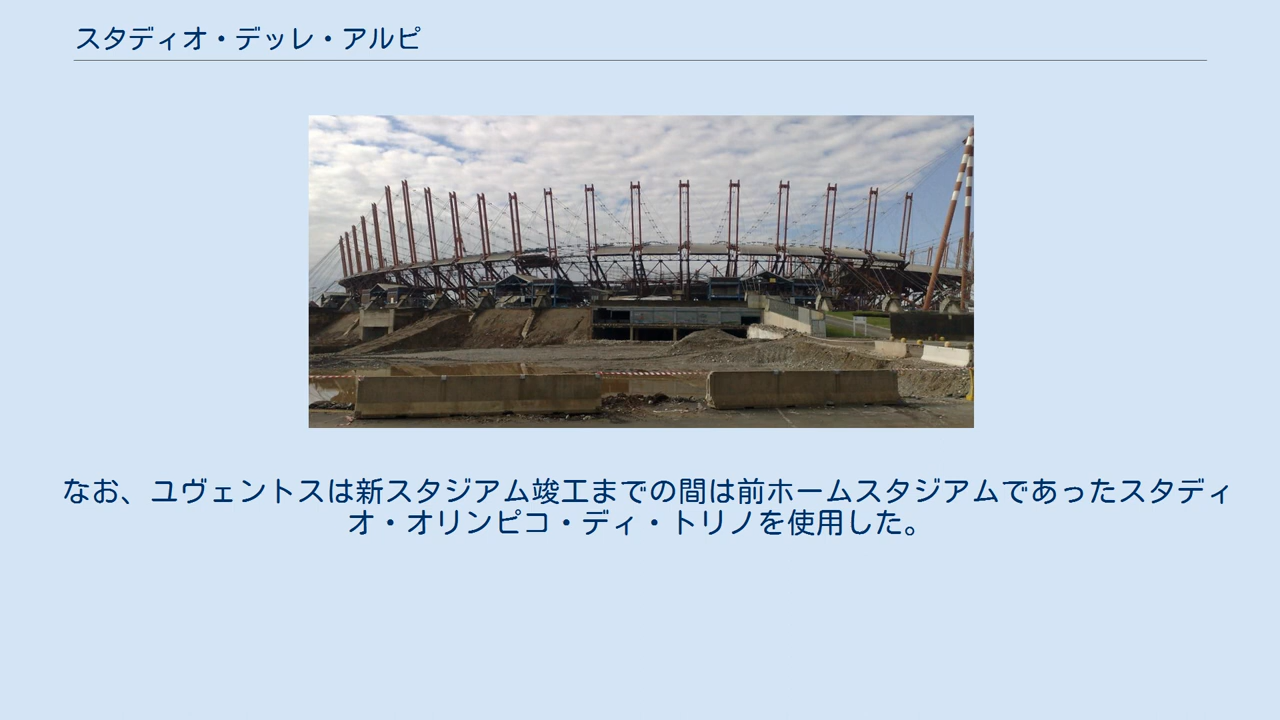 スタディオ・デッレ・アルピ
なお、ユヴェントスは新スタジアム竣工までの間は前ホームスタジアムであったスタディ
オ・オリンピコ・ディ・トリノを使用した。